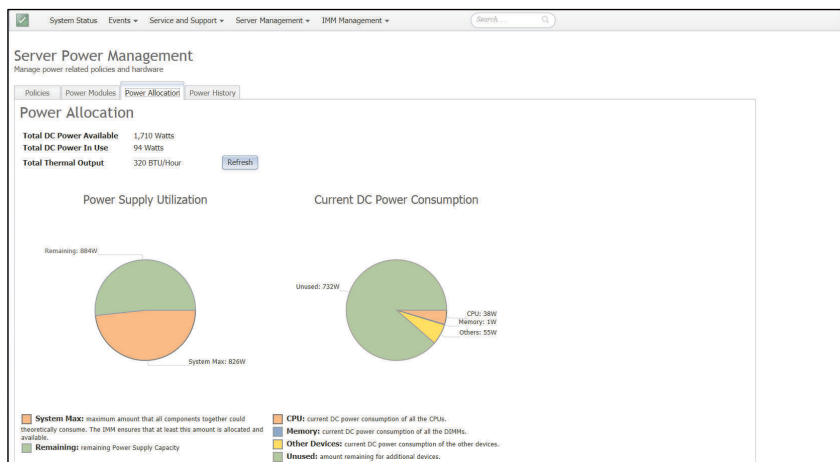 System Status Events Service and Support Server Management IMM Management Search...
Server Power Management
Manage power related policies and hardware
Policies Power Modules Power Allocation Power History
Power Allocation
Total DC Power Available 1,710 Watts
Total DC Power In Use 94 Watts
Total Thermal Output 320 BTU/Hour Refresh
Power Supply Utilization
Remaining: 884W
System Max: 826W
System Max: maximum amount that all components together could
theoretically consume. The IMM ensures that at least this amount is allocated and
available.
Remaining: remaining Power Supply Capacity
Current DC Power Consumption
Unused: 732W
CPU: 38W
Memory: 1W
Others: 55W
CPU: current DC power consumption of all the CPUs.
Memory: current DC power consumption of all the DIMMs.
Other Devices: current DC power consumption of the other devices.
Unused: amount remaining for additional devices.